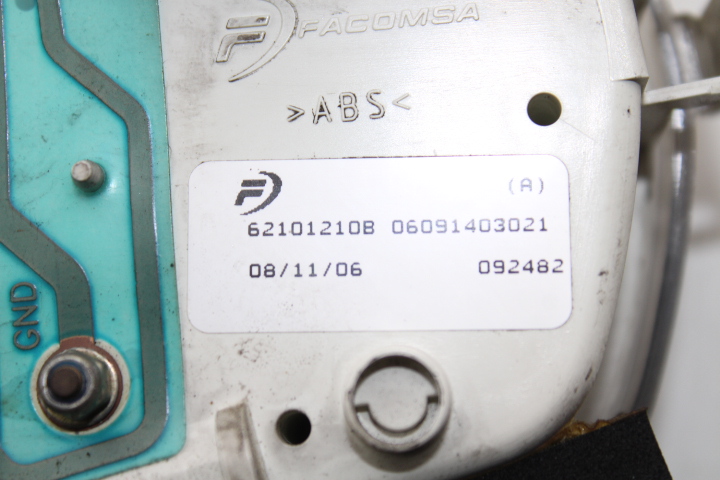 FACOMSA
>ABS<
(A)
62101210B 06091403021
08/11/06 092482
GND